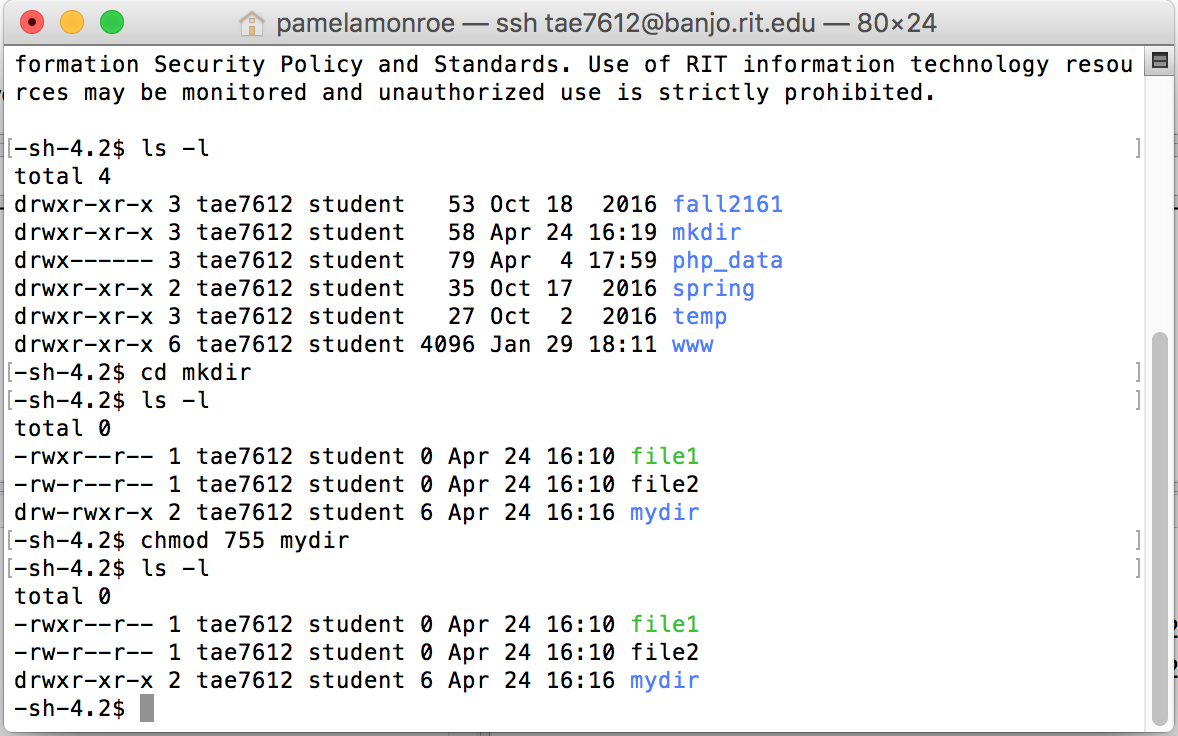 pamelamonroe — ssh tae7612@banjo.rit.edu — 80×24
formation Security Policy and Standards. Use of RIT information technology resou
rces may be monitored and unauthorized use is strictly prohibited.
[-sh-4.2$ ls -l ]
total 4
drwxr-xr-x 3 tae7612 student   53 Oct 18  2016 fall2161
drwxr-xr-x 3 tae7612 student   58 Apr 24 16:19 mkdir
drwx------ 3 tae7612 student   79 Apr  4 17:59 php_data
drwxr-xr-x 2 tae7612 student   35 Oct 17  2016 spring
drwxr-xr-x 3 tae7612 student   27 Oct  2  2016 temp
drwxr-xr-x 6 tae7612 student 4096 Jan 29 18:11 www
[-sh-4.2$ cd mkdir ]
[-sh-4.2$ ls -l ]
total 0
-rwxr--r-- 1 tae7612 student 0 Apr 24 16:10 file1
-rw-r--r-- 1 tae7612 student 0 Apr 24 16:10 file2
drw-rwxr-x 2 tae7612 student 6 Apr 24 16:16 mydir
[-sh-4.2$ chmod 755 mydir ]
[-sh-4.2$ ls -l ]
total 0
-rwxr--r-- 1 tae7612 student 0 Apr 24 16:10 file1
-rw-r--r-- 1 tae7612 student 0 Apr 24 16:10 file2
drwxr-xr-x 2 tae7612 student 6 Apr 24 16:16 mydir
-sh-4.2$